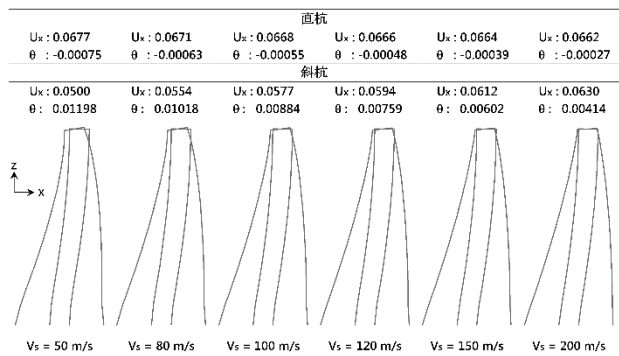 直杭
Ux : 0.0677 Ux : 0.0671 Ux : 0.0668 Ux : 0.0666 Ux : 0.0664 Ux : 0.0662
θ : -0.00075 θ : -0.00063 θ : -0.00055 θ : -0.00048 θ : -0.00039 θ : -0.00027
斜杭
Ux : 0.0500 Ux : 0.0554 Ux : 0.0577 Ux : 0.0594 Ux : 0.0612 Ux : 0.0630
θ : 0.01198 θ : 0.01018 θ : 0.00884 θ : 0.00759 θ : 0.00602 θ : 0.00414
z
x
Vs = 50 m/s Vs = 80 m/s Vs = 100 m/s Vs = 120 m/s Vs = 150 m/s Vs = 200 m/s